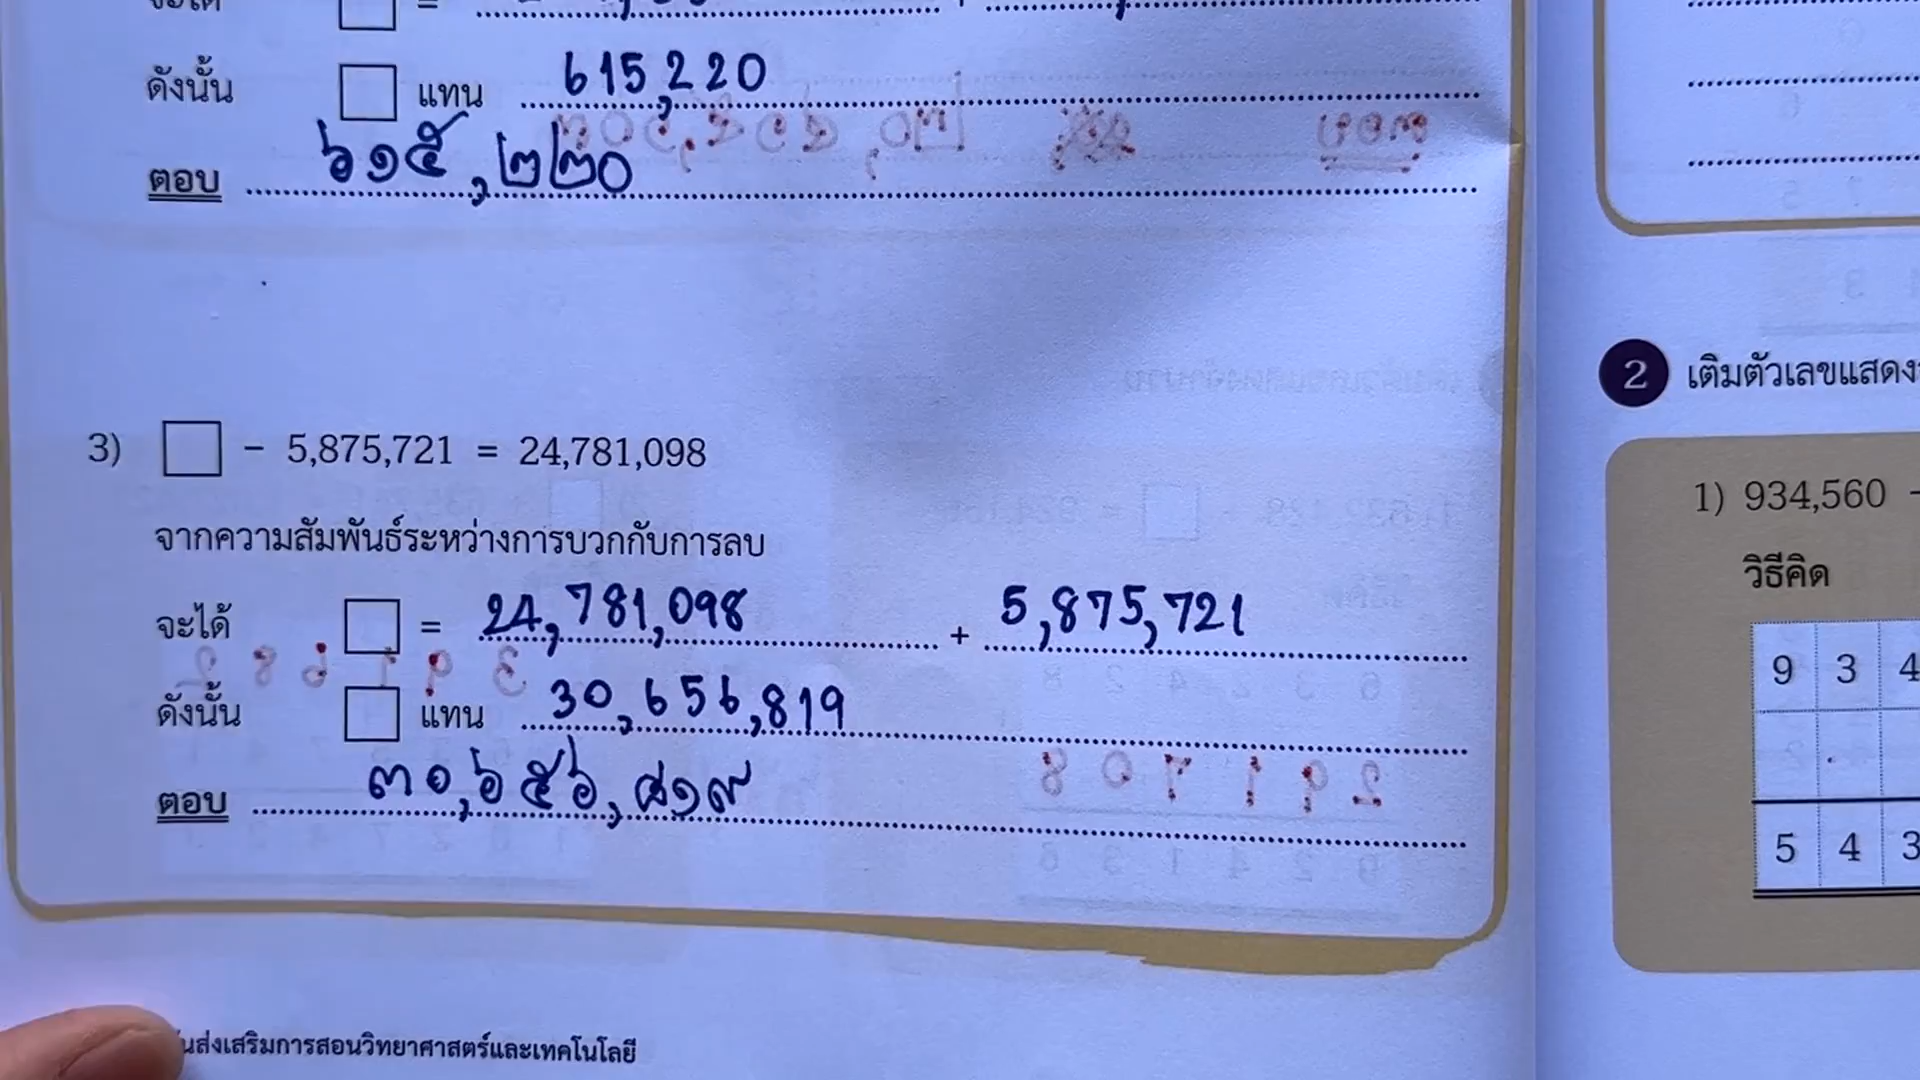 ดังนั้น □ แทน 615,220
ตอบ ๖๑๕,๒๒๐
3) □ - 5,875,721 = 24,781,098
จากความสัมพันธ์ระหว่างการบวกกับการลบ
จะได้ □ = 24,781,098 + 5,875,721
ดังนั้น □ แทน 30,656,819
ตอบ ๓๐,๖๕๖,๘๑๙
ส่งเสริมการสอนวิทยาศาสตร์และเทคโนโลยี
2 เติมตัวเลขแสดง
1) 934,560 -
วิธีคิด
9 3 4
5 4 3